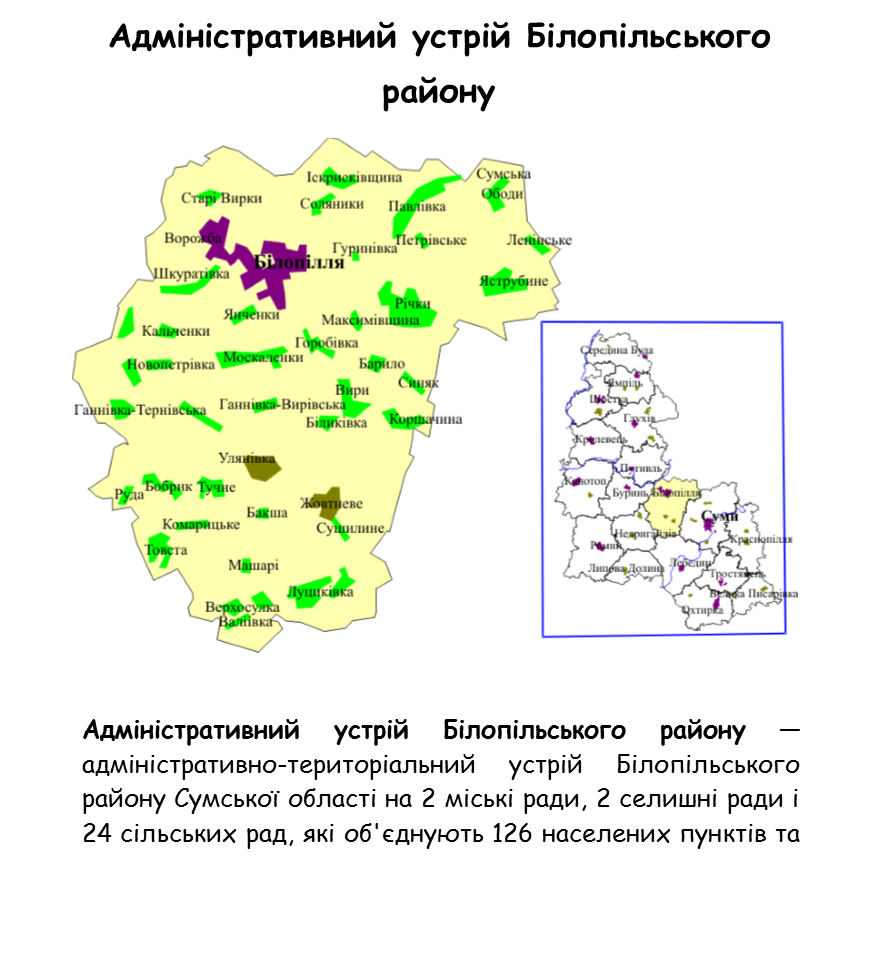 Адміністративний устрій Білопільського
району
Іскрисківщина
Сумська
Ободи
Старі Вирки
Соляники
Павлівка
Ворожба
Гуринівка
Петрівське
Ленінське
Білопілля
Шкуратівка
Яструбине
Річки
Янченки
Максимівщина
Кальченки
Горобівка
Москаленки
Новопетрівка
Барило
Синяк
Вири
Ганнівка-Тернівська
Ганнівка-Вирівська
Біликівка
Коршачина
Улянівка
Руда
Бобрик
Тучне
Жовтневе
Бакша
Комарицьке
Сушилине
Товста
Машарі
Луциківка
Верхосулка
Валіївка
Середина Буда
Ямпіль
Шостка
Глухів
Кролевець
Путивль
Конотоп
Буринь
Білопілля
Суми
Недригайлів
Краснопілля
Ромни
Липова Долина
Лебедин
Тростянець
Велика Писарівка
Охтирка
Адміністративний устрій Білопільського району —
адміністративно-територіальний устрій Білопільського
району Сумської області на 2 міські ради, 2 селишні ради і
24 сільських рад, які об'єднують 126 населених пунктів та